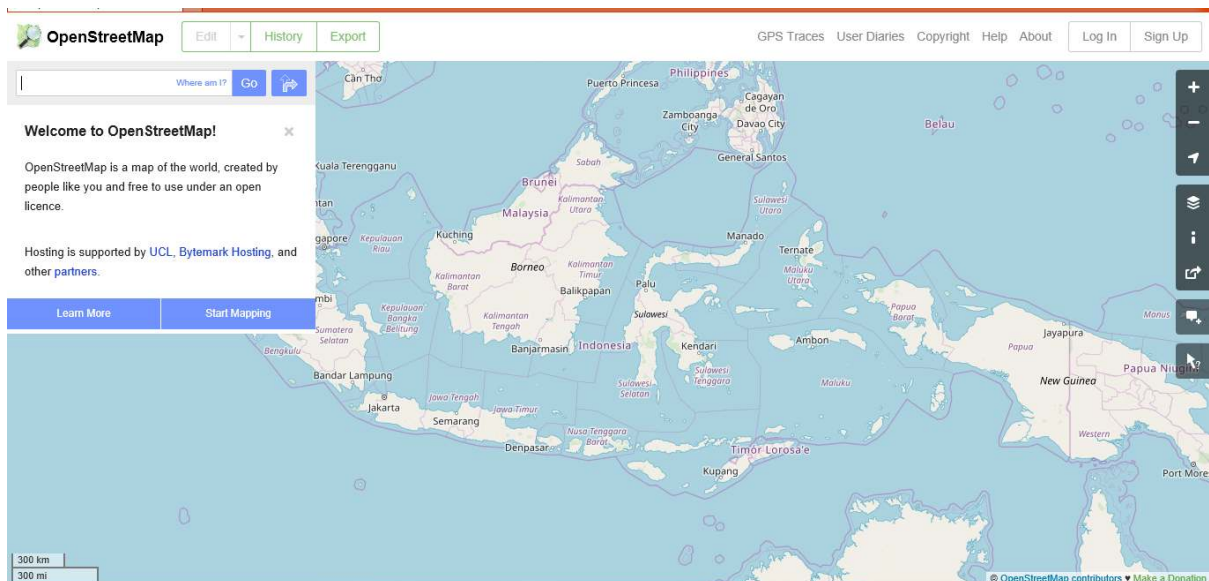 OpenStreetMap
Edit
History
Export
GPS Traces
User Diaries
Copyright
Help
About
Log In
Sign Up
Where am I?
Go
Welcome to OpenStreetMap!
OpenStreetMap is a map of the world, created by
people like you and free to use under an open
licence.
Hosting is supported by UCL, Bytemark Hosting, and
other partners.
Learn More
Start Mapping
Cần Thơ
Puerto Princesa
Philippines
Cagayan
de Oro
Zamboanga
City
Davao City
Belau
General Santos
Kuala Terengganu
Sabah
Brunei
Malaysia
Kalimantan
Utara
Sulawesi
Utara
ntan
gapore
Kepulauan
Riau
Kuching
Manado
Ternate
Borneo
Kalimantan
Timur
Maluku
Utara
Kalimantan
Barat
Balikpapan
Palu
mbi
Kepulauan
Bangka
Belitung
Kalimantan
Tengah
Sulawesi
Papua
Barat
Manus
Sumatera
Selatan
Jayapura
Bengkulu
Banjarmasin
Indonesia
Kendari
Ambon
Papua
Papua Niugini
Bandar Lampung
Sulawesi
Selatan
Sulawesi
Tenggara
Maluku
New Guinea
Jakarta
Jawa Tengah
Jawa Timur
Semarang
Nusa Tenggara
Barat
Western
Denpasar
Timor Lorosa'e
Kupang
Port More
300 km
300 mi
© OpenStreetMap contributors ♥ Make a Donation